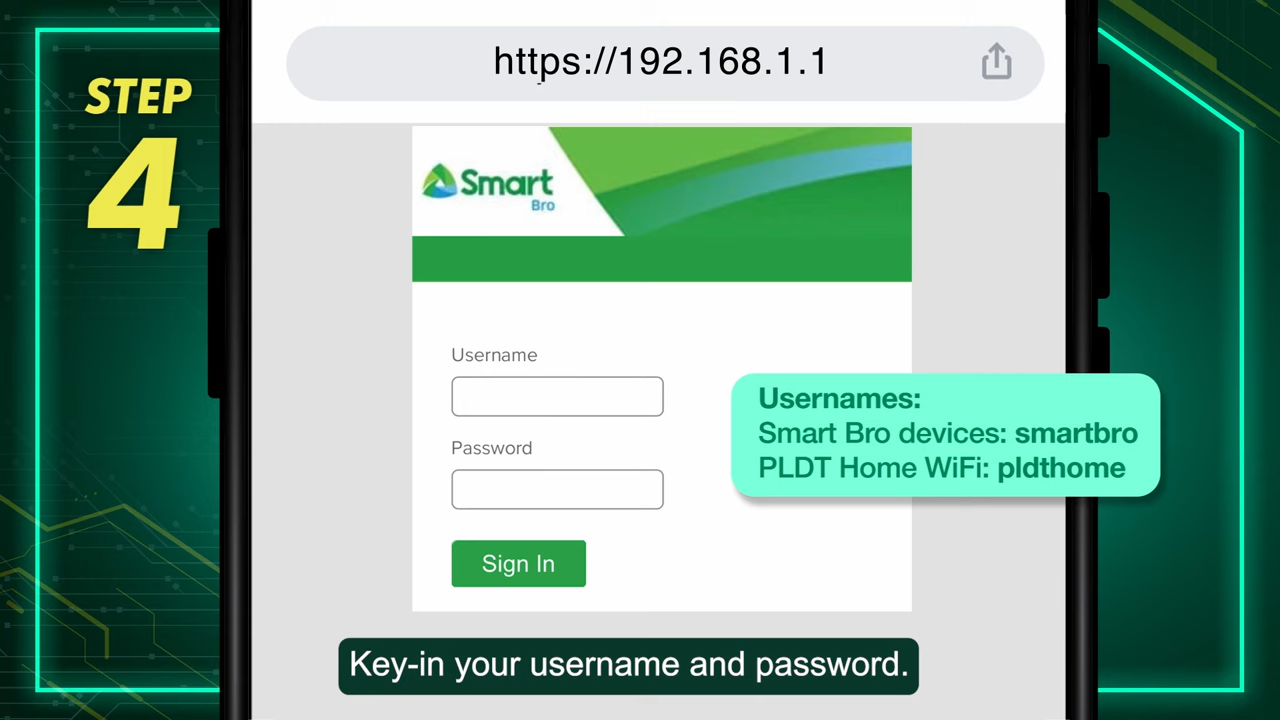 STEP
4
https://192.168.1.1
Smart
Bro
Username
Password
Sign In
Usernames:
Smart Bro devices: smartbro
PLDT Home WiFi: pldthome
Key-in your username and password.